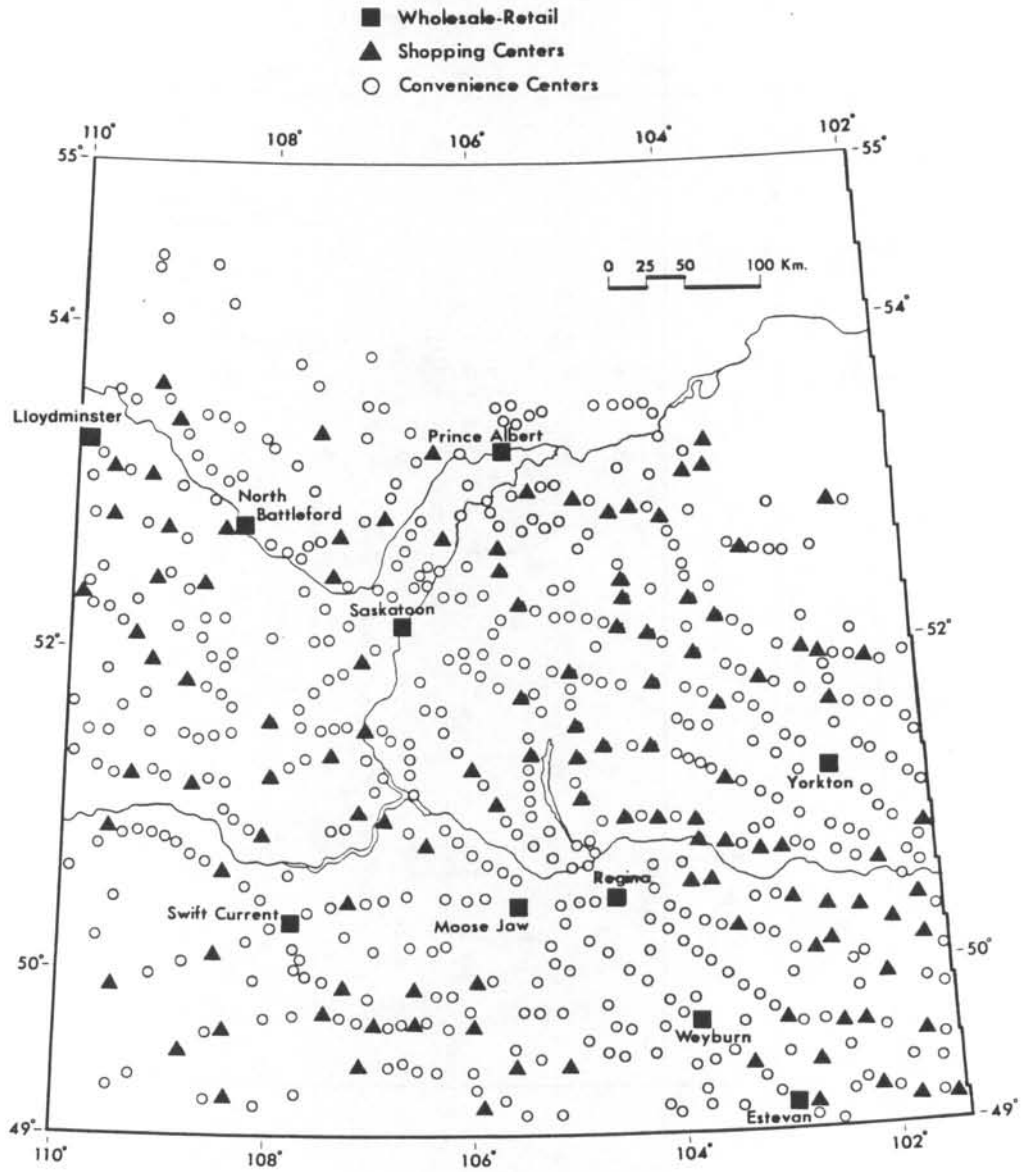 Wholesale-Retail
Shopping Centers
Convenience Centers
110° 108° 106° 104° 102°
55° 55°
0 25 50 100 Km.
54° 54°
Lloydminster
Prince Albert
North
Battleford
Saskatoon
52° 52°
Yorkton
Regina
Swift Current
Moose Jaw
50° 50°
Weyburn
Estevan
49° 49°
110° 108° 106° 104° 102°